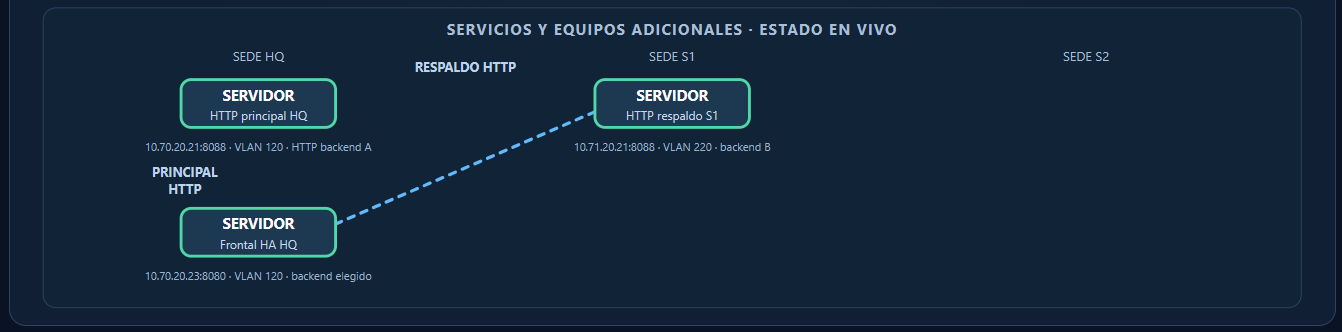 SERVICIOS Y EQUIPOS ADICIONALES · ESTADO EN VIVO
SEDE HQ
SEDE S1
SEDE S2
RESPALDO HTTP
SERVIDOR
HTTP principal HQ
SERVIDOR
HTTP respaldo S1
10.70.20.21:8088 · VLAN 120 · HTTP backend A
10.71.20.21:8088 · VLAN 220 · backend B
PRINCIPAL
HTTP
SERVIDOR
Frontal HA HQ
10.70.20.23:8080 · VLAN 120 · backend elegido